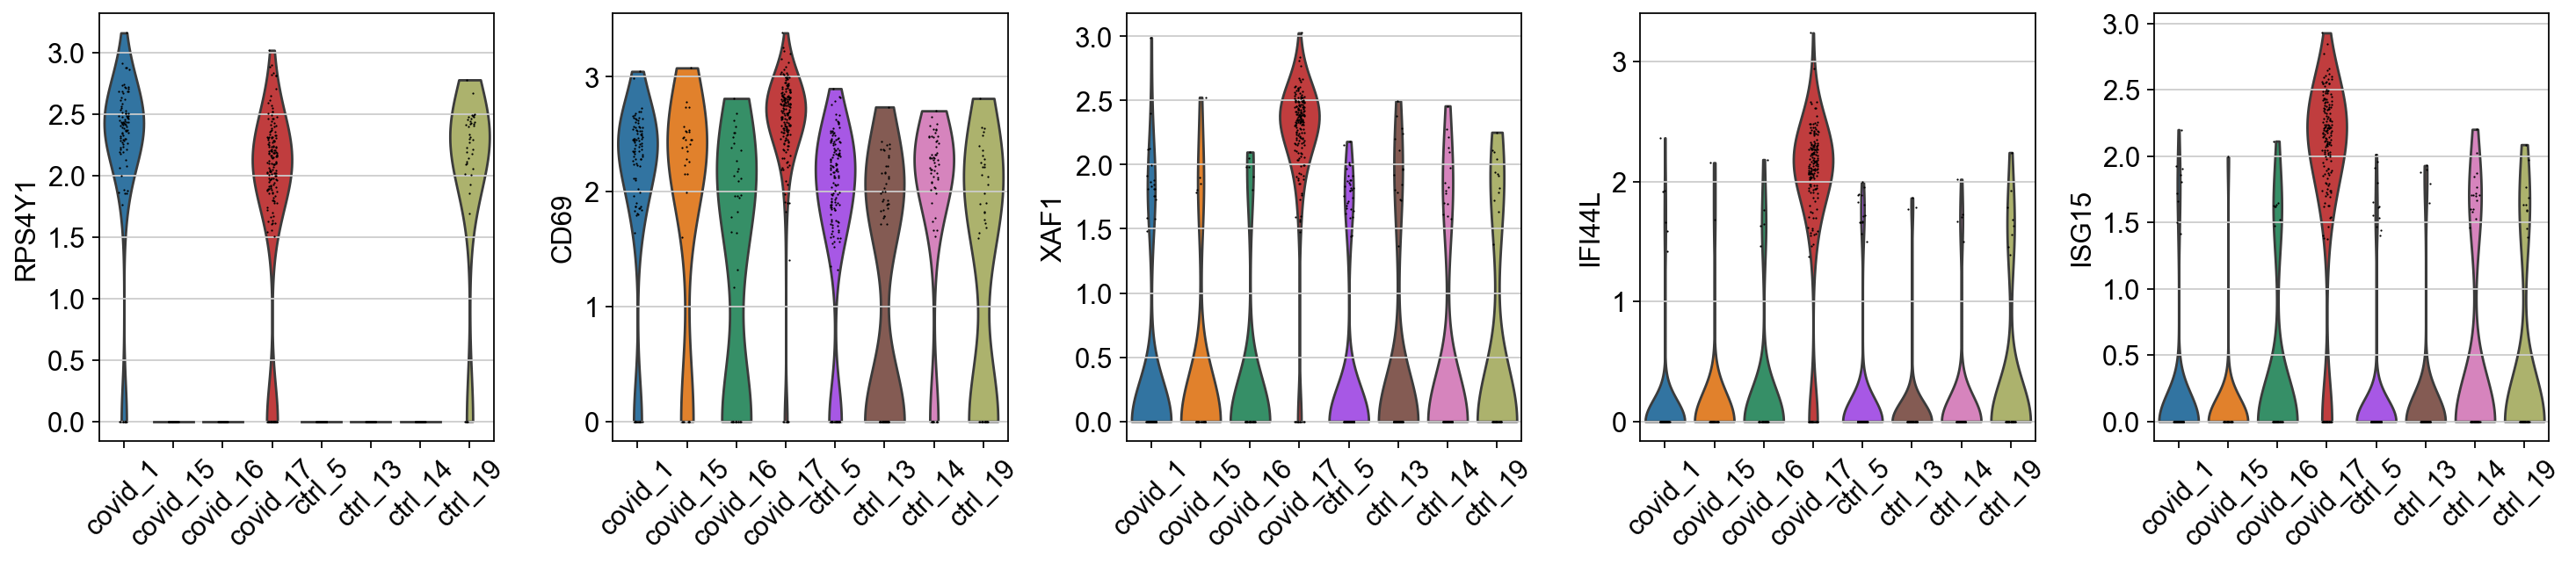 RPS4Y1
3.0
2.5
2.0
1.5
1.0
0.5
0.0
covid_1
covid_15
covid_16
covid_17
ctrl_5
ctrl_13
ctrl_14
ctrl_19
CD69
3
2
1
0
covid_1
covid_15
covid_16
covid_17
ctrl_5
ctrl_13
ctrl_14
ctrl_19
XAF1
3.0
2.5
2.0
1.5
1.0
0.5
0.0
covid_1
covid_15
covid_16
covid_17
ctrl_5
ctrl_13
ctrl_14
ctrl_19
IFI44L
3
2
1
0
covid_1
covid_15
covid_16
covid_17
ctrl_5
ctrl_13
ctrl_14
ctrl_19
ISG15
3.0
2.5
2.0
1.5
1.0
0.5
0.0
covid_1
covid_15
covid_16
covid_17
ctrl_5
ctrl_13
ctrl_14
ctrl_19